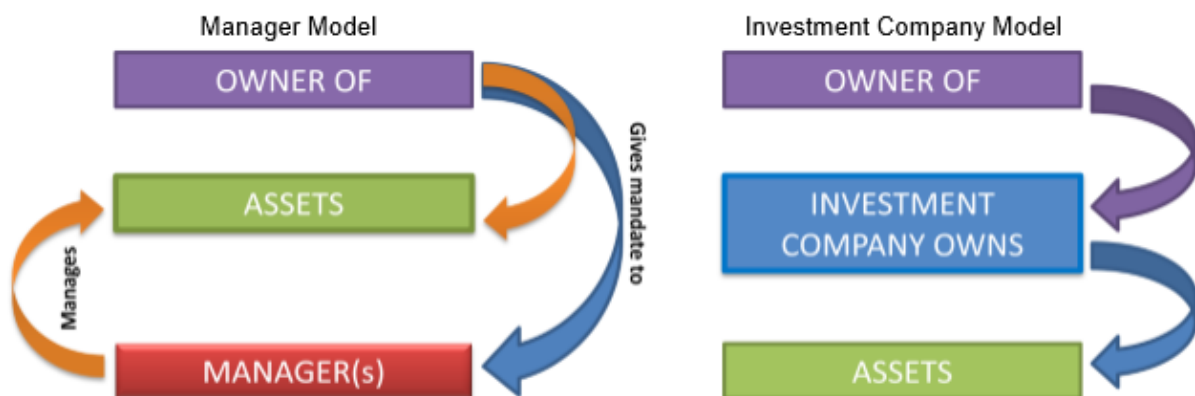 Manager Model
OWNER OF
ASSETS
Manages
Gives mandate to
MANAGER(s)
Investment Company Model
OWNER OF
INVESTMENT
COMPANY OWNS
ASSETS